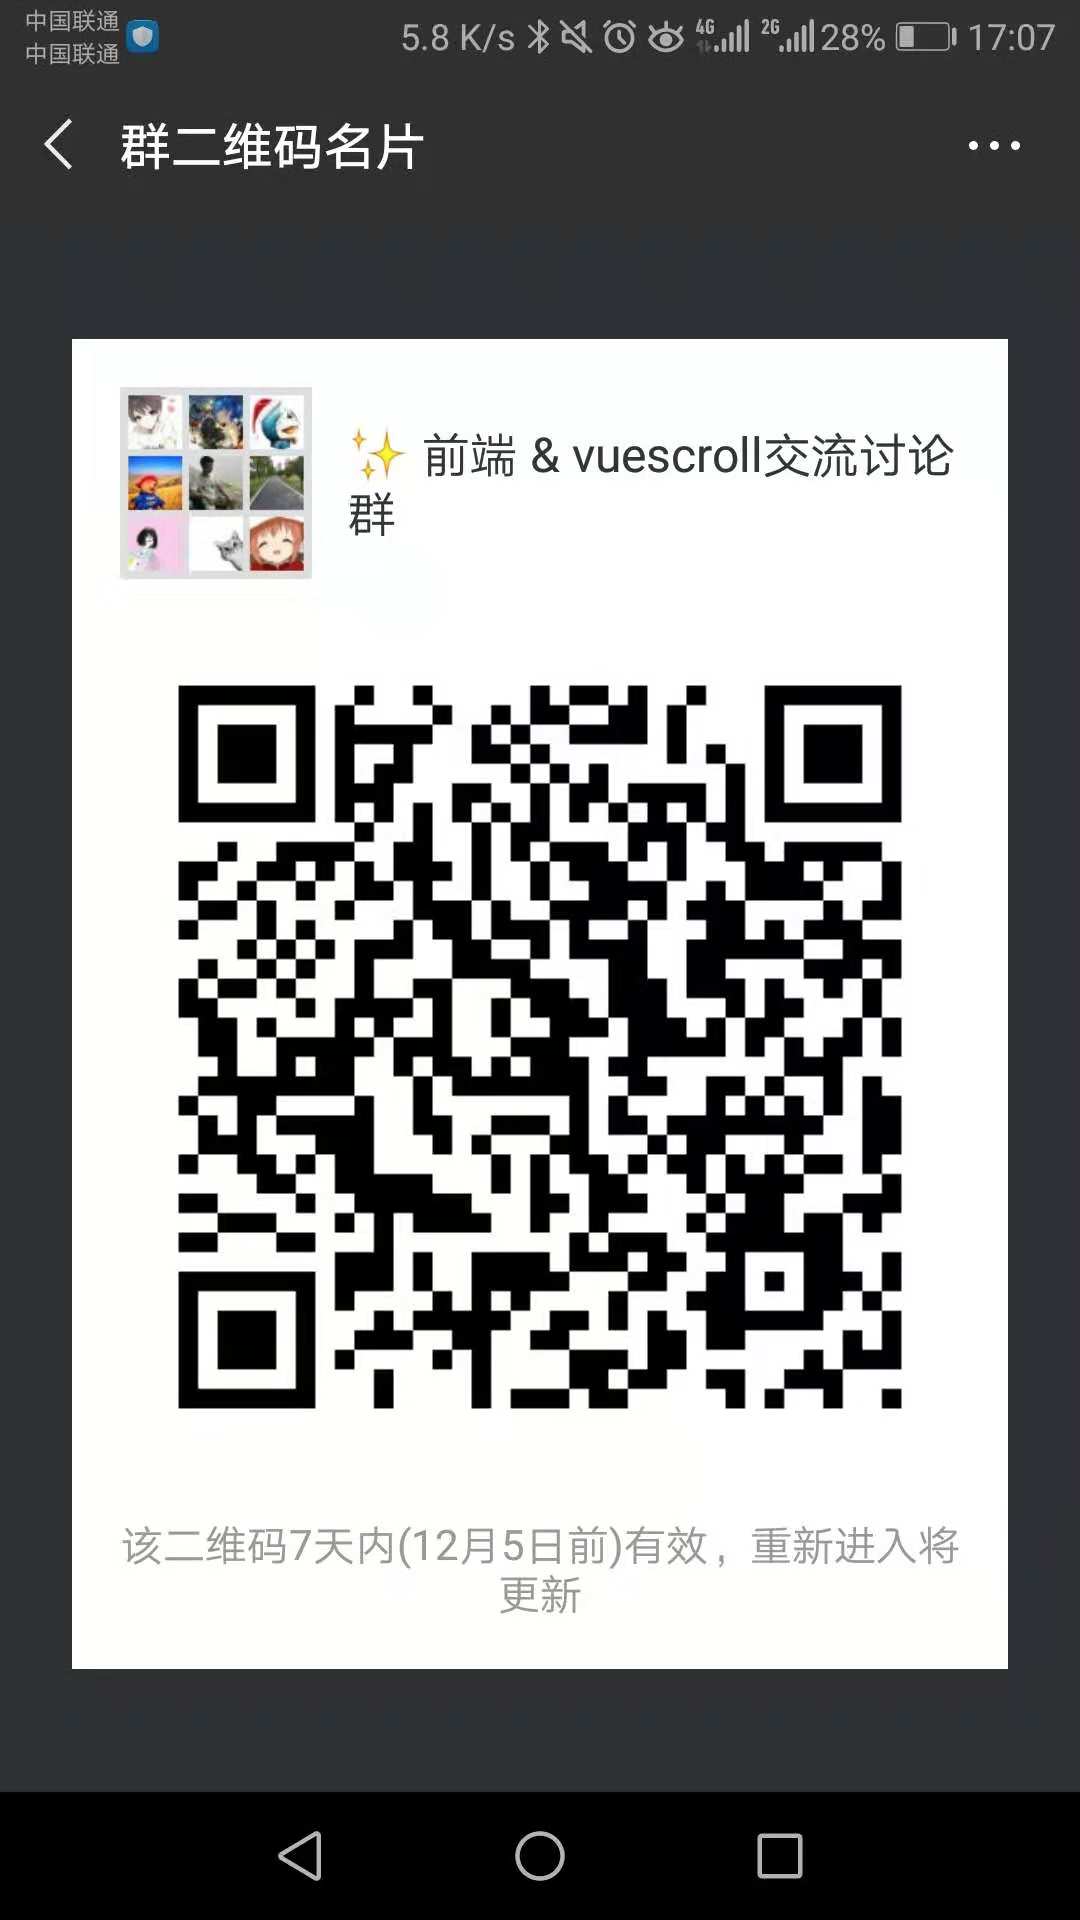 中国联通
中国联通
5.8 K/s 4G 2G 28% 17:07
群二维码名片
✨ 前端 & vuescroll交流讨论
群
该二维码7天内(12月5日前)有效，重新进入将
更新